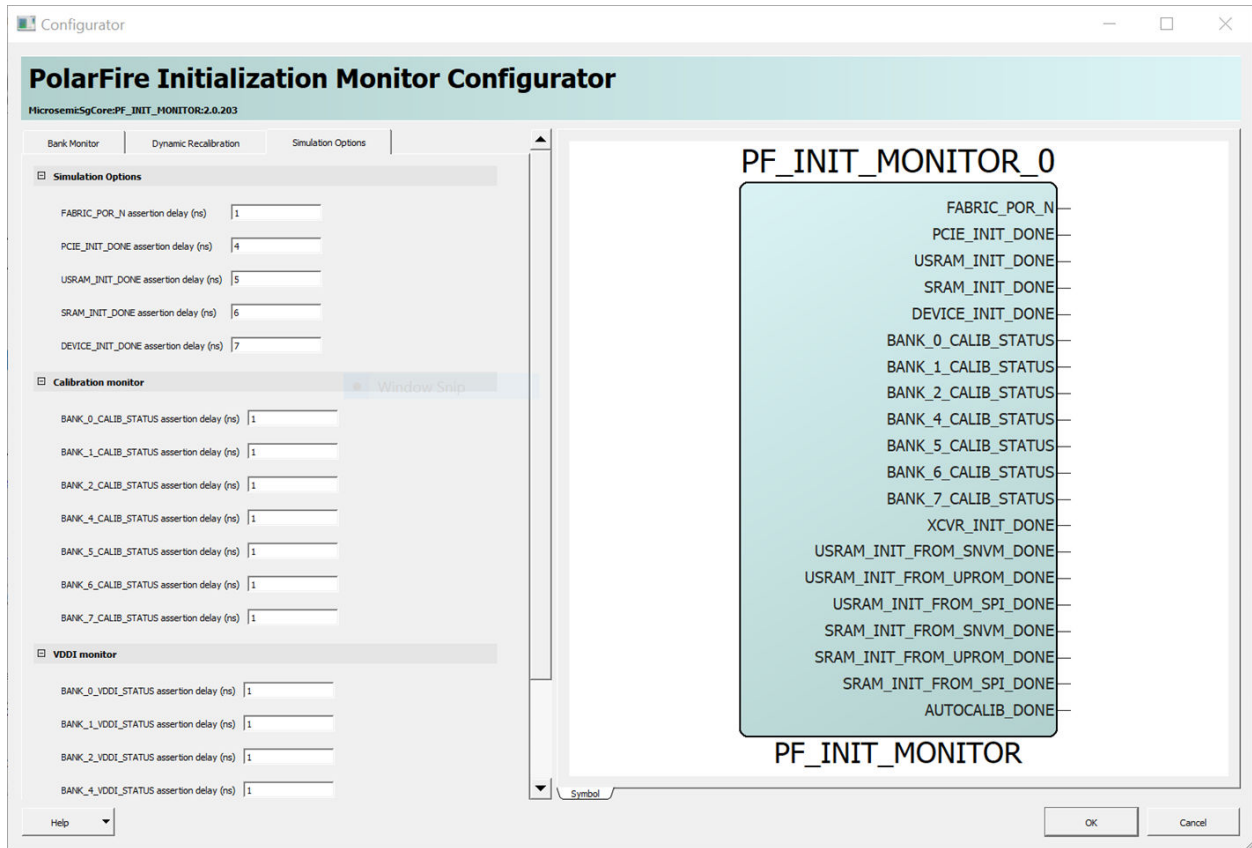 Configurator
PolarFire Initialization Monitor Configurator
Microsemi:SgCore:PF_INIT_MONITOR:2.0.203
Bank Monitor Dynamic Recalibration Simulation Options
Simulation Options
FABRIC_POR_N assertion delay (ns) 1
PCIE_INIT_DONE assertion delay (ns) 4
USRAM_INIT_DONE assertion delay (ns) 5
SRAM_INIT_DONE assertion delay (ns) 6
DEVICE_INIT_DONE assertion delay (ns) 7
Calibration monitor
Window Snip
BANK_0_CALIB_STATUS assertion delay (ns) 1
BANK_1_CALIB_STATUS assertion delay (ns) 1
BANK_2_CALIB_STATUS assertion delay (ns) 1
BANK_4_CALIB_STATUS assertion delay (ns) 1
BANK_5_CALIB_STATUS assertion delay (ns) 1
BANK_6_CALIB_STATUS assertion delay (ns) 1
BANK_7_CALIB_STATUS assertion delay (ns) 1
VDDI monitor
BANK_0_VDDI_STATUS assertion delay (ns) 1
BANK_1_VDDI_STATUS assertion delay (ns) 1
BANK_2_VDDI_STATUS assertion delay (ns) 1
BANK_4_VDDI_STATUS assertion delay (ns) 1
PF_INIT_MONITOR_0
FABRIC_POR_N
PCIE_INIT_DONE
USRAM_INIT_DONE
SRAM_INIT_DONE
DEVICE_INIT_DONE
BANK_0_CALIB_STATUS
BANK_1_CALIB_STATUS
BANK_2_CALIB_STATUS
BANK_4_CALIB_STATUS
BANK_5_CALIB_STATUS
BANK_6_CALIB_STATUS
BANK_7_CALIB_STATUS
XCVR_INIT_DONE
USRAM_INIT_FROM_SNVM_DONE
USRAM_INIT_FROM_UPROM_DONE
USRAM_INIT_FROM_SPI_DONE
SRAM_INIT_FROM_SNVM_DONE
SRAM_INIT_FROM_UPROM_DONE
SRAM_INIT_FROM_SPI_DONE
AUTOCALIB_DONE
PF_INIT_MONITOR
Symbol
Help
OK
Cancel